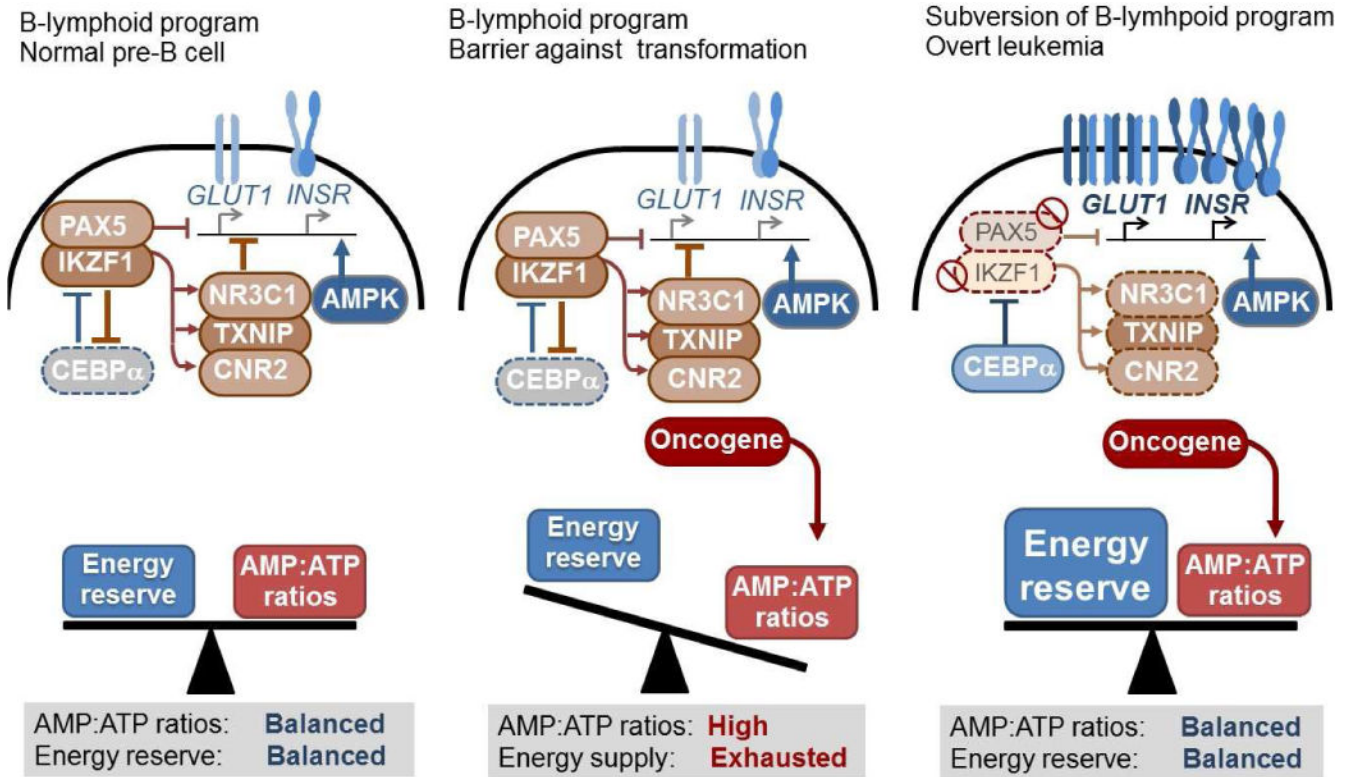 B-lymphoid program
Normal pre-B cell
GLUT1 INSR
PAX5
IKZF1
NR3C1
AMPK
TXNIP
CEBPα
CNR2
Energy
reserve
AMP:ATP
ratios
AMP:ATP ratios: Balanced
Energy reserve: Balanced
B-lymphoid program
Barrier against transformation
GLUT1 INSR
PAX5
IKZF1
NR3C1
AMPK
TXNIP
CEBPα
CNR2
Oncogene
Energy
reserve
AMP:ATP
ratios
AMP:ATP ratios: High
Energy supply: Exhausted
Subversion of B-lymhpoid program
Overt leukemia
GLUT1 INSR
PAX5
IKZF1
NR3C1
AMPK
TXNIP
CEBPα
CNR2
Oncogene
Energy
reserve
AMP:ATP
ratios
AMP:ATP ratios: Balanced
Energy reserve: Balanced